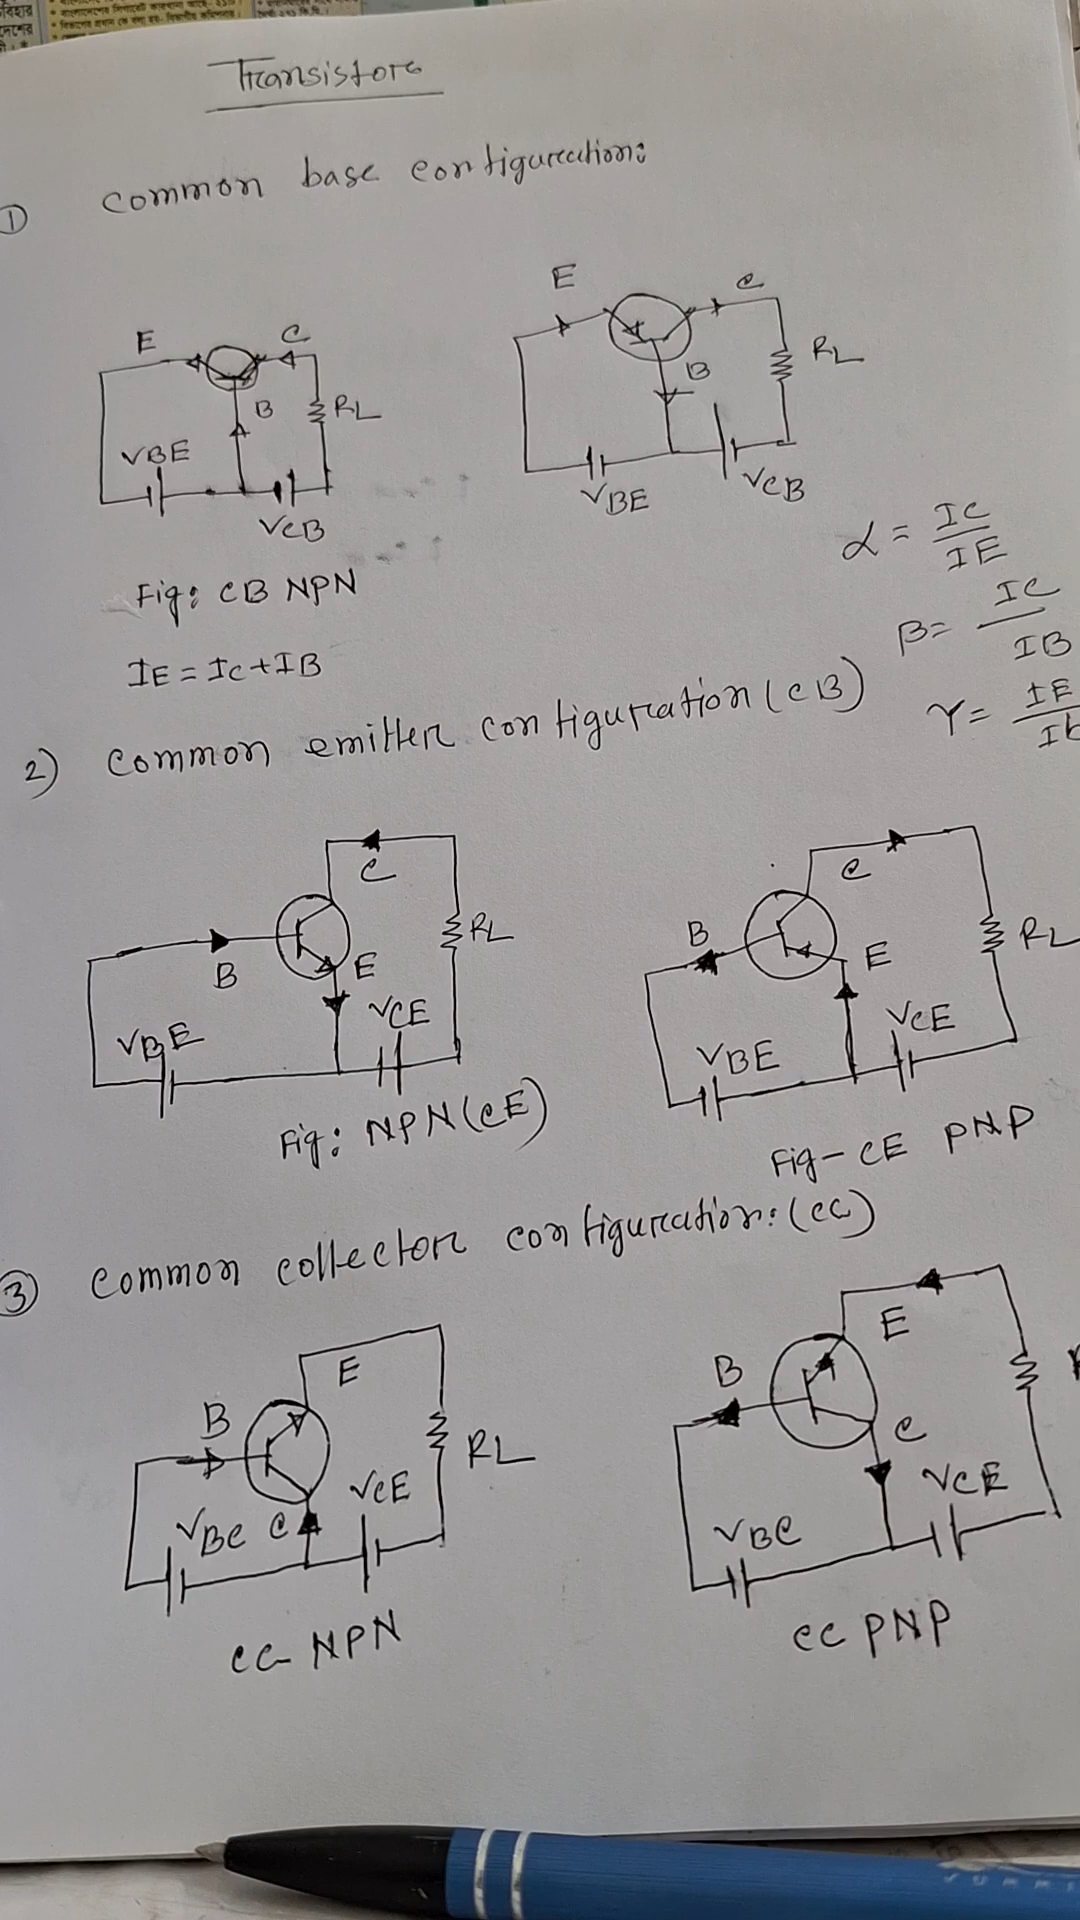 Transistors
① common base configuration:
E C
B RL
VBE
VCB
E C
B RL
VBE VCB
Fig: CB NPN
IE = IC + IB
α = IC / IE
β = IC / IB
γ = IE
2) common emitter configuration (CB)
C
B E RL
VBE VCE
Fig: NPN (CE)
C
B E RL
VBE VCE
Fig - CE PNP
③ common collector configuration: (CC)
E
B RL
VBC C VCE
CC NPN
E
B C
VBC VCE
CC PNP